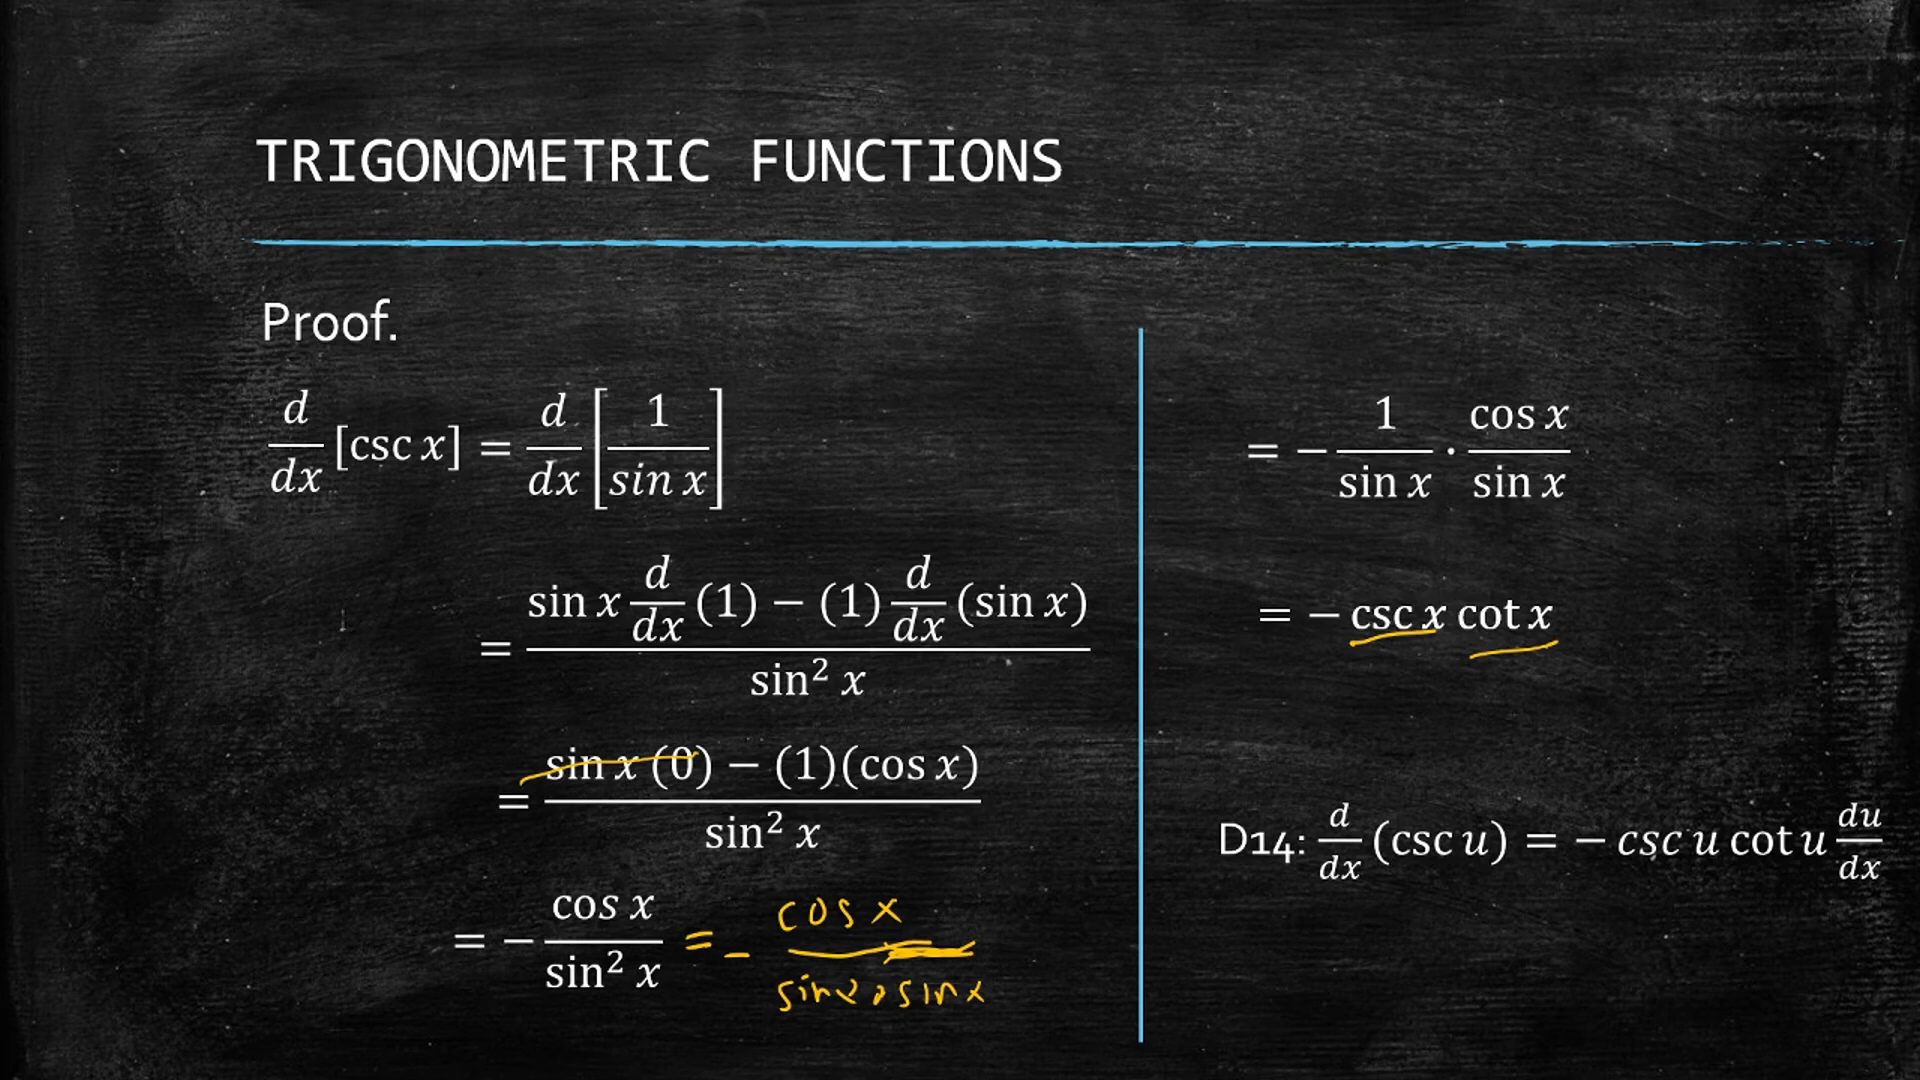 TRIGONOMETRIC FUNCTIONS
Proof.
d/dx [csc x] = d/dx [1/sin x]
= (sin x d/dx (1) − (1) d/dx (sin x))/sin² x
= (sin x (0) − (1)(cos x))/sin² x
= − cos x/sin² x = − cos x/sin x · sin x
= − 1/sin x · cos x/sin x
= − csc x cot x
D14: d/dx (csc u) = − csc u cot u du/dx